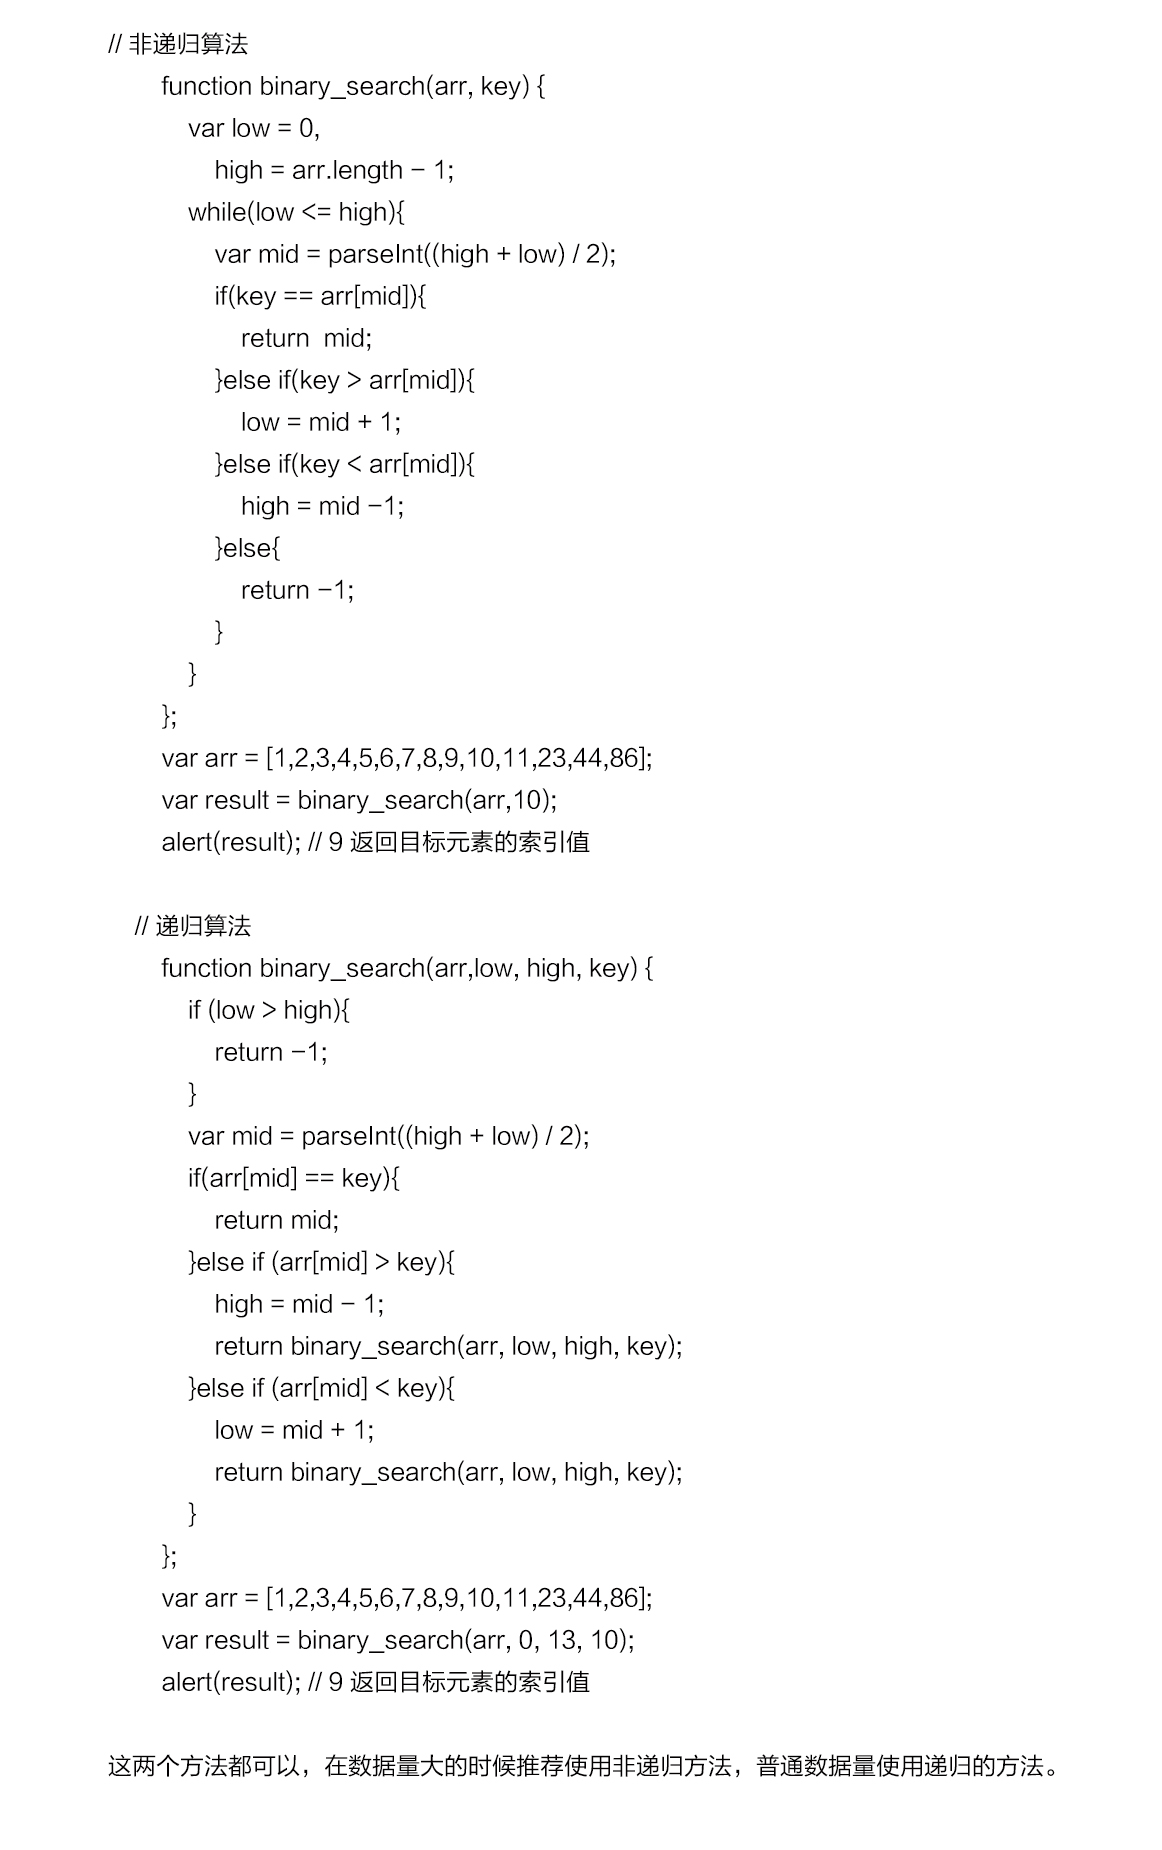 // 非递归算法
function binary_search(arr, key) {
var low = 0,
high = arr.length - 1;
while(low <= high){
var mid = parseInt((high + low) / 2);
if(key == arr[mid]){
return  mid;
}else if(key > arr[mid]){
low = mid + 1;
}else if(key < arr[mid]){
high = mid -1;
}else{
return -1;
}
}
};
var arr = [1,2,3,4,5,6,7,8,9,10,11,23,44,86];
var result = binary_search(arr,10);
alert(result); // 9 返回目标元素的索引值
// 递归算法
function binary_search(arr,low, high, key) {
if (low > high){
return -1;
}
var mid = parseInt((high + low) / 2);
if(arr[mid] == key){
return mid;
}else if (arr[mid] > key){
high = mid - 1;
return binary_search(arr, low, high, key);
}else if (arr[mid] < key){
low = mid + 1;
return binary_search(arr, low, high, key);
}
};
var arr = [1,2,3,4,5,6,7,8,9,10,11,23,44,86];
var result = binary_search(arr, 0, 13, 10);
alert(result); // 9 返回目标元素的索引值
这两个方法都可以，在数据量大的时候推荐使用非递归方法，普通数据量使用递归的方法。